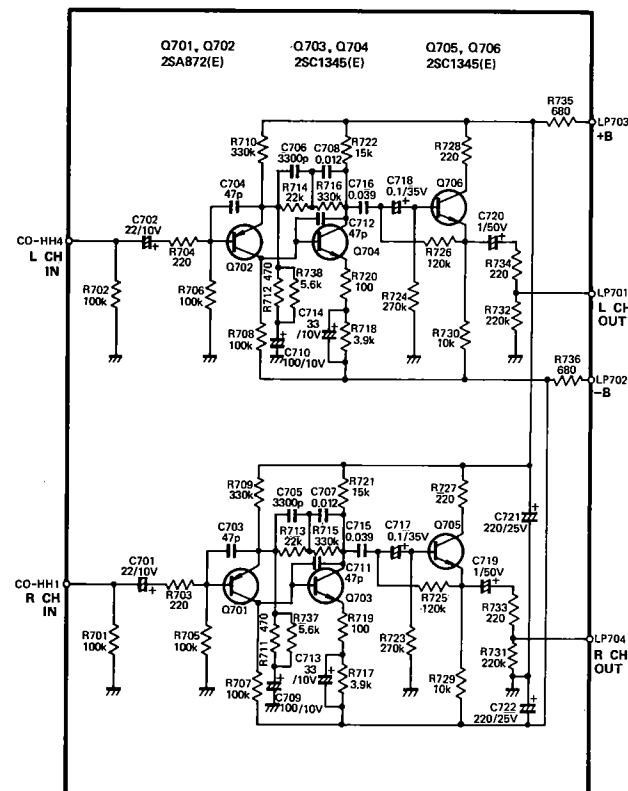 Q701, Q702
2SA872(E)
Q703, Q704
2SC1345(E)
Q705, Q706
2SC1345(E)
R735
680
LP703
+B
R710
330k
C706
3300p
C708
0.012
R722
15k
R728
220
C704
47p
R714
22k
R716
330k
C716
0.039
C718
0.1/35V
Q706
C702
22/10V
CO-HH4
L CH
IN
R704
220
Q702
C712
47p
Q704
C720
1/50V
R726
120k
R734
220
R702
100k
R706
100k
R712 470
R738
5.6k
R720
100
R724
270k
LP701
L CH
OUT
C714
33
/10V
R718
3.9k
R732
220k
R708
100k
C710
100/10V
R730
10k
R736
680
LP702
-B
R709
330k
C705
3300p
C707
0.012
R721
15k
R727
220
C703
47p
R713
22k
R715
330k
C715
0.039
C717
0.1/35V
Q705
C721
220/25V
C701
22/10V
CO-HH1
R CH
IN
R703
220
Q701
C711
47p
Q703
C719
1/50V
R725
120k
R733
220
R701
100k
R705
100k
R711 470
R737
5.6k
R719
100
R723
270k
LP704
R CH
OUT
C713
33
/10V
R717
3.9k
R731
220k
R707
100k
C709
100/10V
R729
10k
C722
220/25V